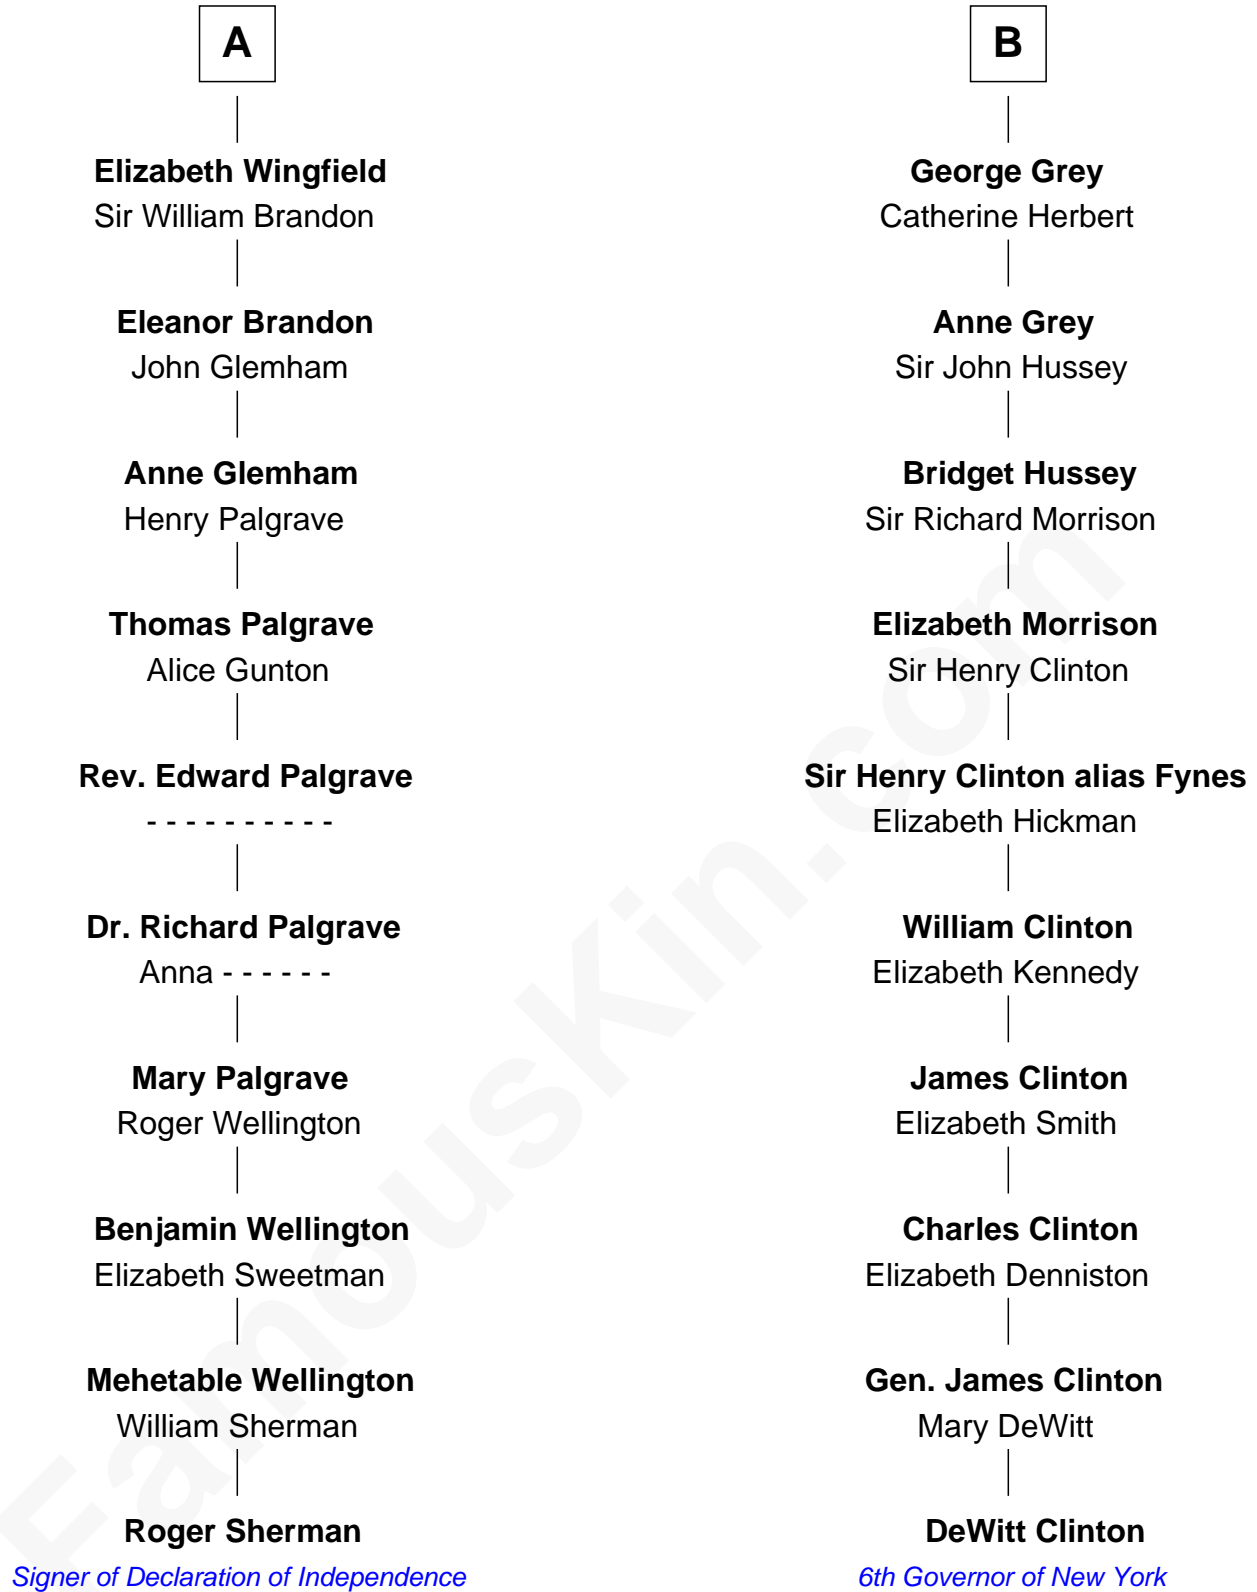 A
Elizabeth Wingfield
Sir William Brandon
Eleanor Brandon
John Glemham
Anne Glemham
Henry Palgrave
Thomas Palgrave
Alice Gunton
Rev. Edward Palgrave
- - - - - - - - - -
Dr. Richard Palgrave
Anna - - - - - -
Mary Palgrave
Roger Wellington
Benjamin Wellington
Elizabeth Sweetman
Mehetable Wellington
William Sherman
Roger Sherman
Signer of Declaration of Independence
B
George Grey
Catherine Herbert
Anne Grey
Sir John Hussey
Bridget Hussey
Sir Richard Morrison
Elizabeth Morrison
Sir Henry Clinton
Sir Henry Clinton alias Fynes
Elizabeth Hickman
William Clinton
Elizabeth Kennedy
James Clinton
Elizabeth Smith
Charles Clinton
Elizabeth Denniston
Gen. James Clinton
Mary DeWitt
DeWitt Clinton
6th Governor of New York
FamousKin.com